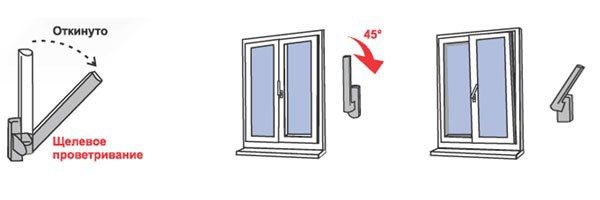 Откинуто
Щелевое
проветривание
45°